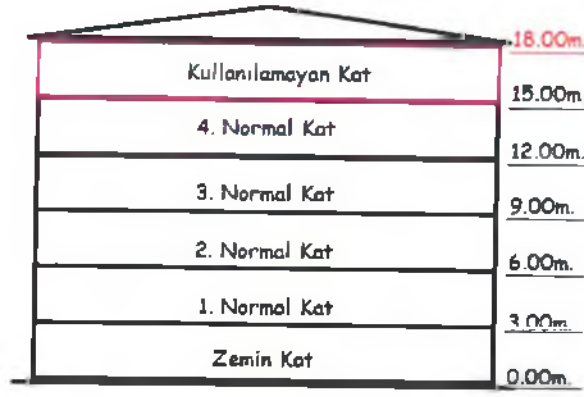 18.00m.
Kullanılamayan Kat
15.00m.
4. Normal Kat
12.00m.
3. Normal Kat
9.00m.
2. Normal Kat
6.00m.
1. Normal Kat
3.00m.
Zemin Kat
0.00m.